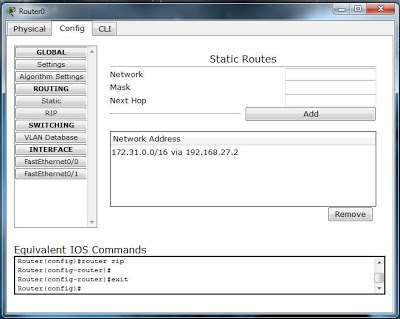 Router0
Physical Config CLI
GLOBAL
Settings
Algorithm Settings
ROUTING
Static
RIP
SWITCHING
VLAN Database
INTERFACE
FastEthernet0/0
FastEthernet0/1
Static Routes
Network
Mask
Next Hop
Add
Network Address
172.31.0.0/16 via 192.168.27.2
Remove
Equivalent IOS Commands
Router(config)#router rip
Router(config-router)#
Router(config-router)#exit
Router(config)#